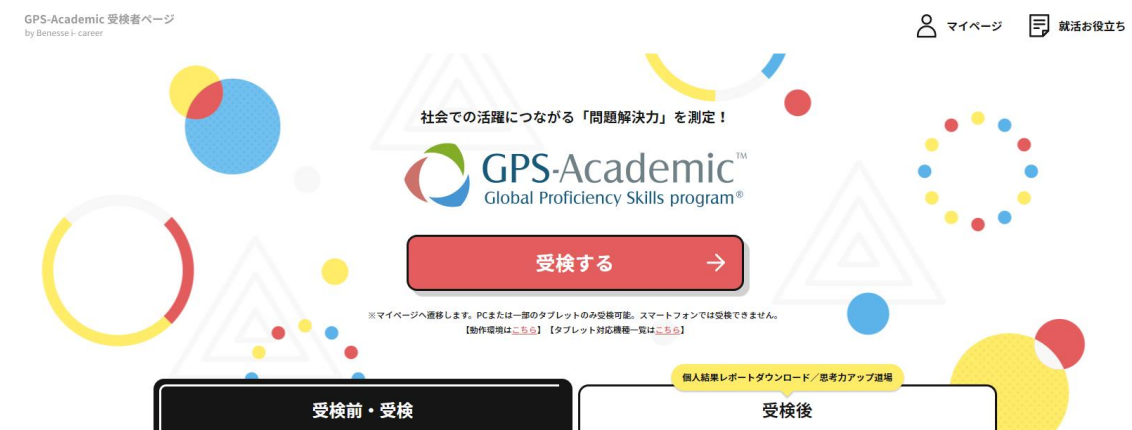 GPS-Academic 受検者ページ
by Benesse i-career
マイページ
就活お役立ち
社会での活躍につながる「問題解決力」を測定！
GPS-Academic™
Global Proficiency Skills program®
受検する
※マイページへ遷移します。PCまたは一部のタブレットのみ受検可能。スマートフォンでは受検できません。
【動作環境はこちら】【タブレット対応機種一覧はこちら】
個人結果レポートダウンロード／思考力アップ道場
受検前・受検
受検後